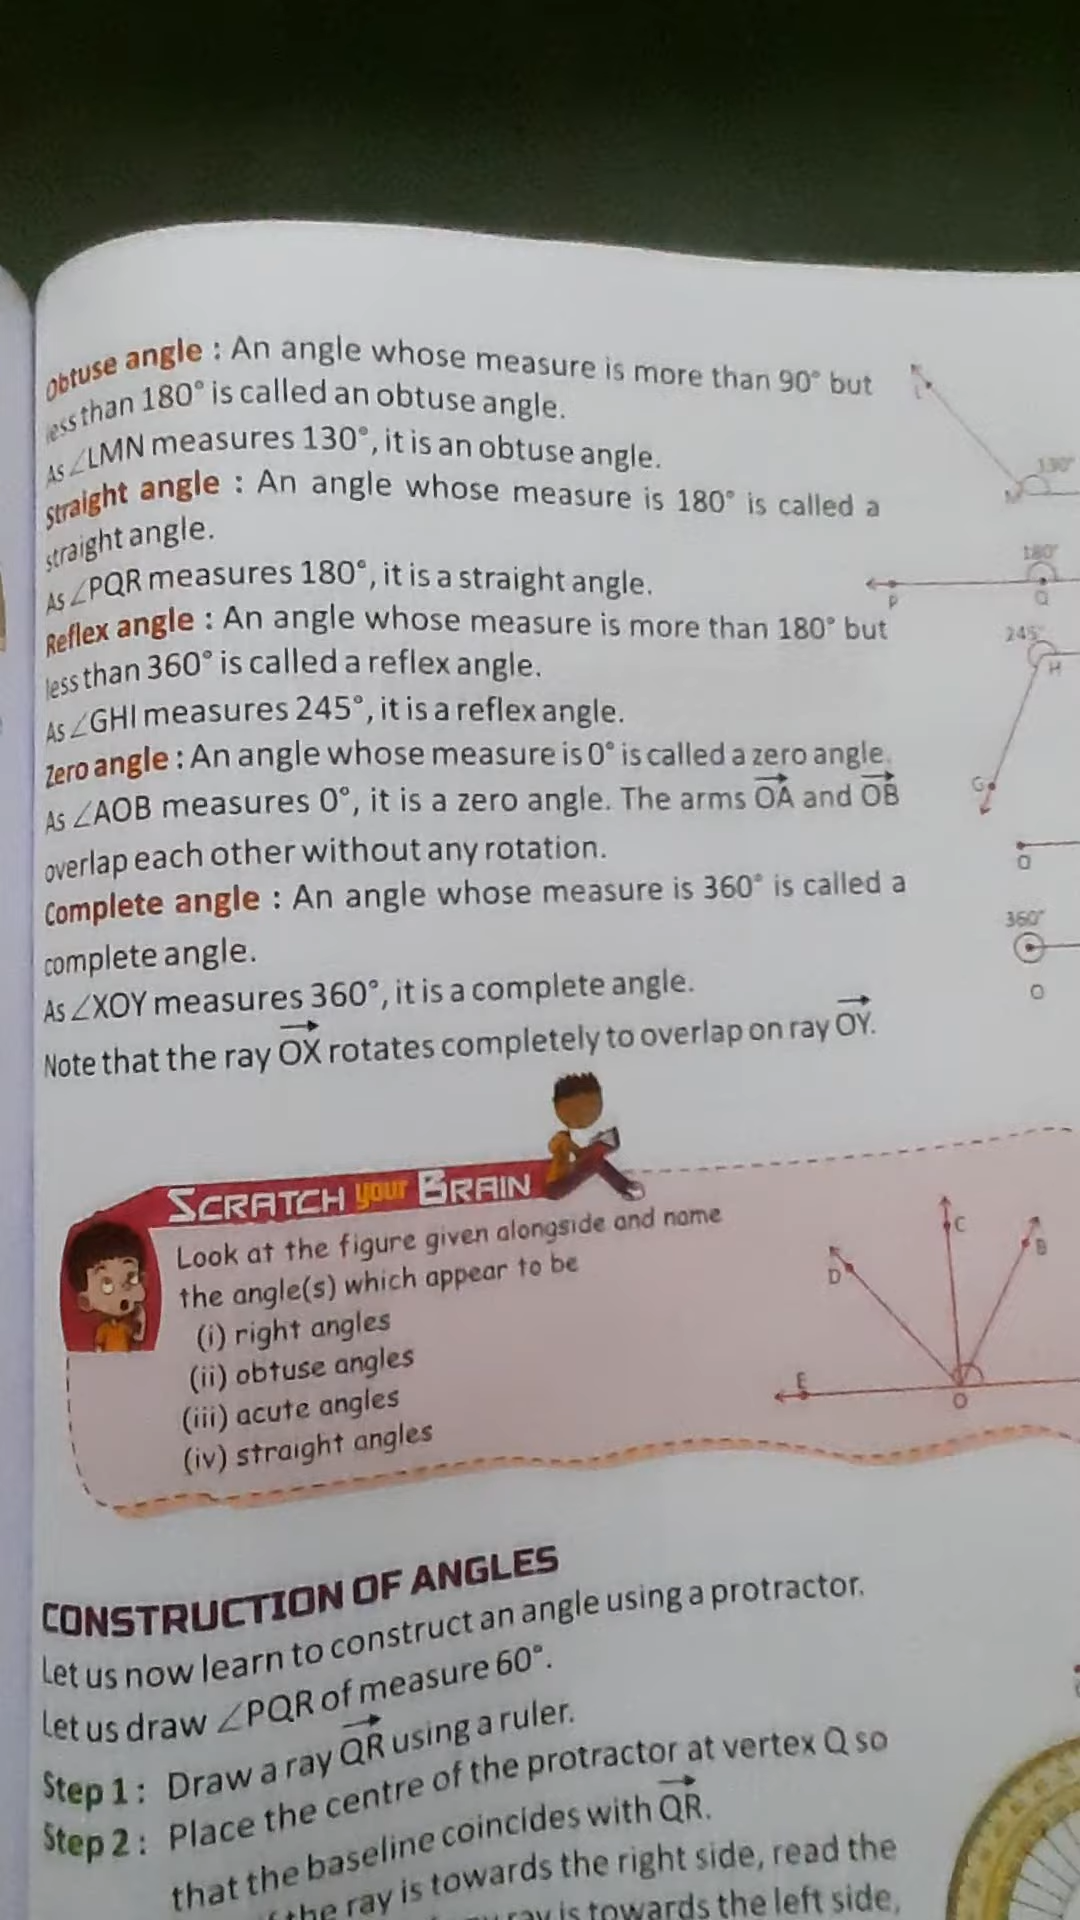 Obtuse angle : An angle whose measure is more than 90° but
less than 180° is called an obtuse angle.
As ∠LMN measures 130°, it is an obtuse angle.
Straight angle : An angle whose measure is 180° is called a
straight angle.
As ∠PQR measures 180°, it is a straight angle.
Reflex angle : An angle whose measure is more than 180° but
less than 360° is called a reflex angle.
As ∠GHI measures 245°, it is a reflex angle.
Zero angle : An angle whose measure is 0° is called a zero angle.
As ∠AOB measures 0°, it is a zero angle. The arms OA and OB
overlap each other without any rotation.
Complete angle : An angle whose measure is 360° is called a
complete angle.
As ∠XOY measures 360°, it is a complete angle.
Note that the ray OX rotates completely to overlap on ray OY.
L
130°
M
180°
P
Q
245°
H
G
O
360°
O
SCRATCH your BRAIN
Look at the figure given alongside and name
the angle(s) which appear to be
(i) right angles
(ii) obtuse angles
(iii) acute angles
(iv) straight angles
C
B
D
E
O
CONSTRUCTION OF ANGLES
Let us now learn to construct an angle using a protractor.
Let us draw ∠PQR of measure 60°.
Step 1 : Draw a ray QR using a ruler.
Step 2 : Place the centre of the protractor at vertex Q so
that the baseline coincides with QR.
the ray is towards the right side, read the
ray is towards the left side,